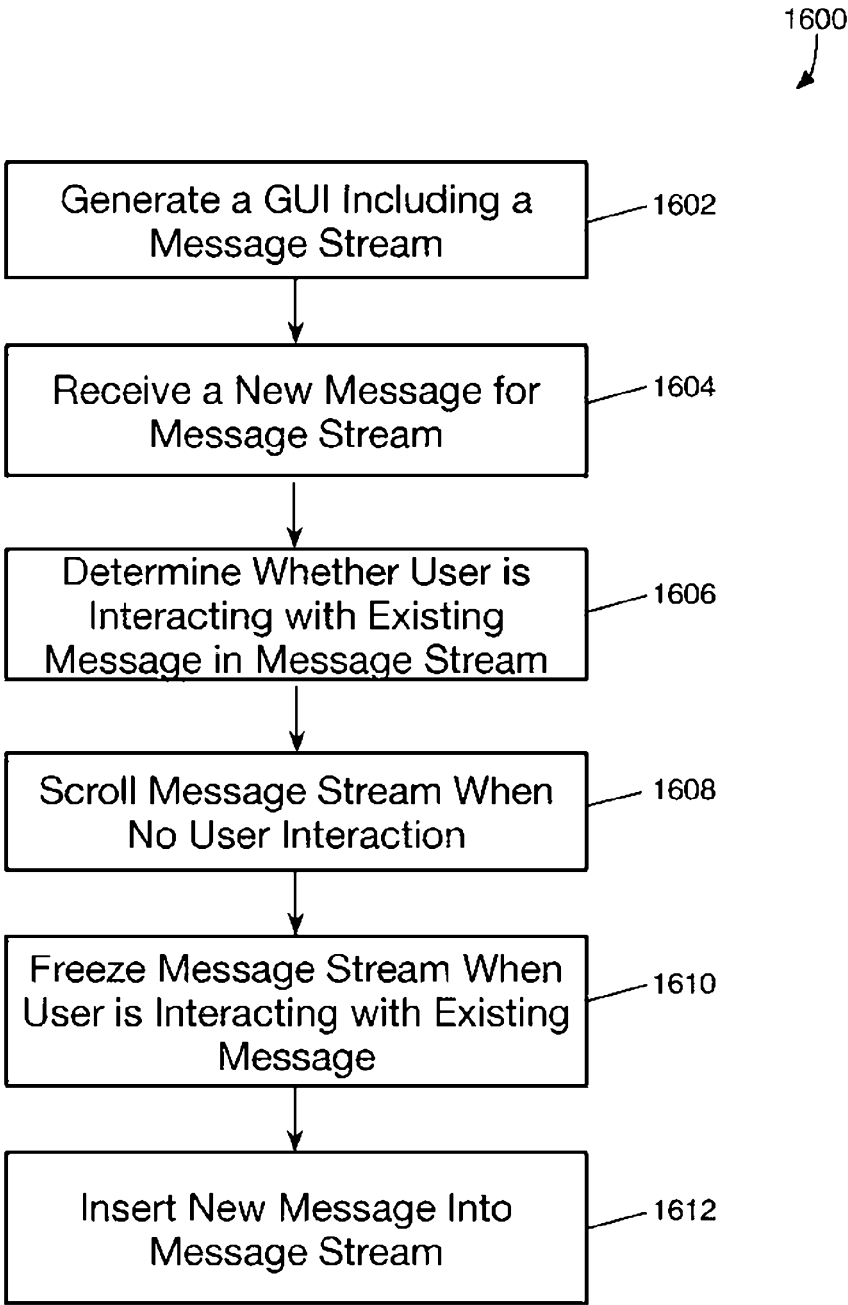 1600
Generate a GUI Including a
Message Stream
1602
Receive a New Message for
Message Stream
1604
Determine Whether User is
Interacting with Existing
Message in Message Stream
1606
Scroll Message Stream When
No User Interaction
1608
Freeze Message Stream When
User is Interacting with Existing
Message
1610
Insert New Message Into
Message Stream
1612